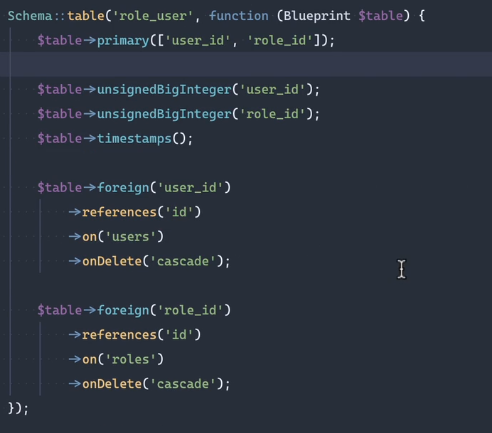 Schema::table('role_user', function (Blueprint $table) {
    $table->primary(['user_id', 'role_id']);

    $table->unsignedBigInteger('user_id');
    $table->unsignedBigInteger('role_id');
    $table->timestamps();

    $table->foreign('user_id')
        ->references('id')
        ->on('users')
        ->onDelete('cascade');

    $table->foreign('role_id')
        ->references('id')
        ->on('roles')
        ->onDelete('cascade');
});